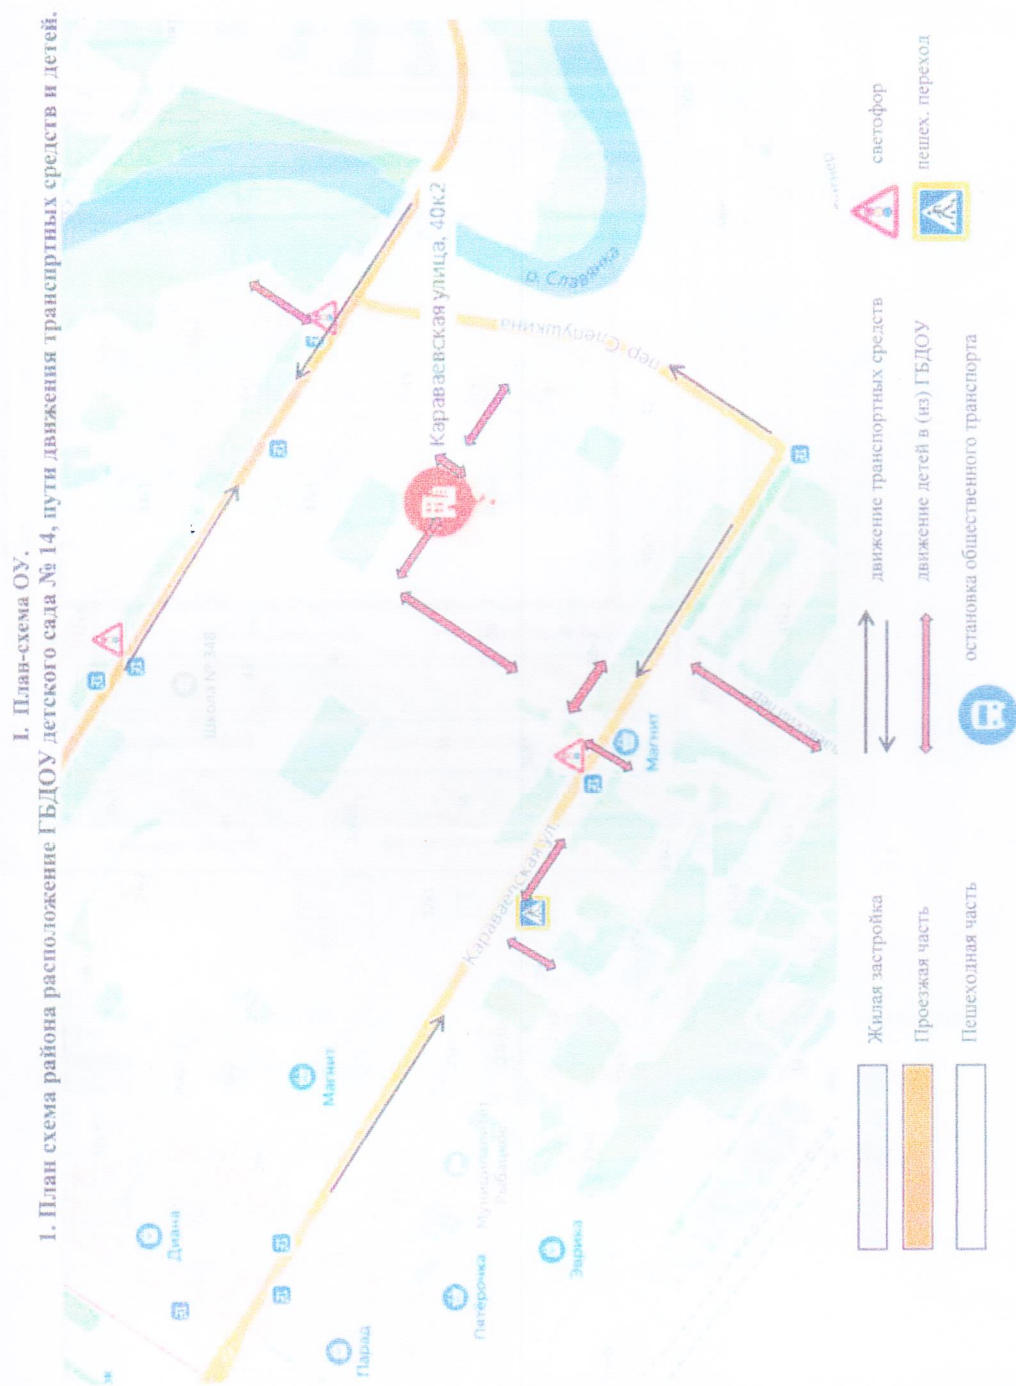 I. План-схема ОУ.
1. План схема района расположение ГБДОУ детского сада № 14, пути движения транспртных средств и детей.
Диана
Парад
Магнит
Пятёрочка
Эврика
Школа № 348
Караваевская улица, 40к2
Караваевская ул.
Магнит
пер Слепушкина
р. Славянка
Жилая застройка
Проезжая часть
Пешеходная часть
движение транспортных средств
движение детей в (из) ГБДОУ
остановка общественного транспорта
светофор
пешех. переход